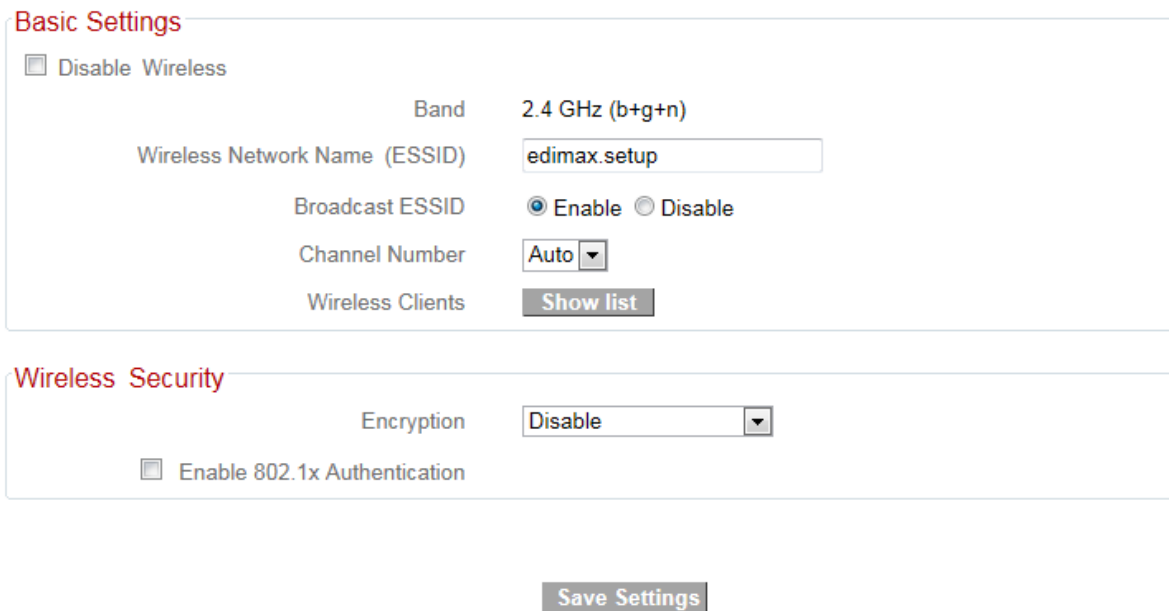 Basic Settings
Disable Wireless
Band 2.4 GHz (b+g+n)
Wireless Network Name (ESSID) edimax.setup
Broadcast ESSID Enable Disable
Channel Number Auto
Wireless Clients Show list
Wireless Security
Encryption Disable
Enable 802.1x Authentication
Save Settings